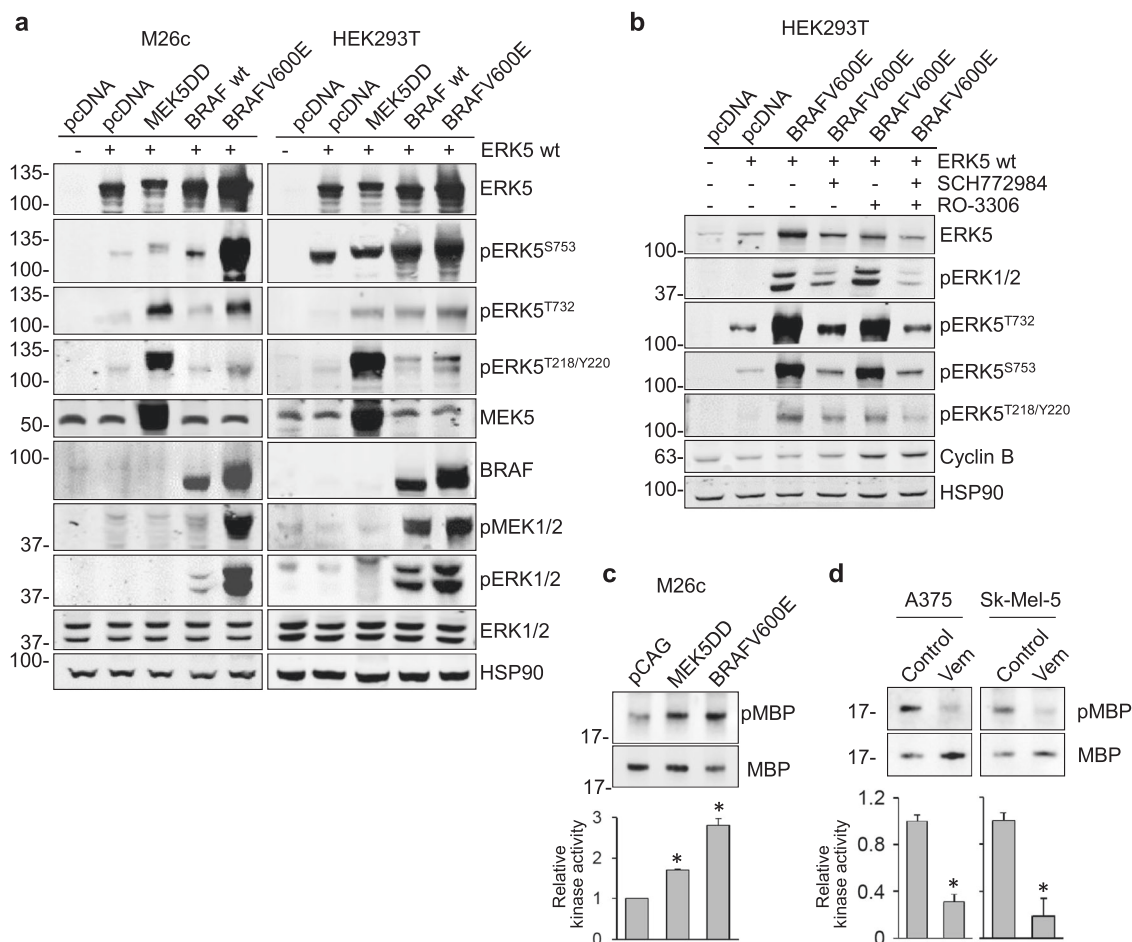 a
M26c
HEK293T
pcDNA pcDNA MEK5DD BRAF wt BRAFV600E
pcDNA pcDNA MEK5DD BRAF wt BRAFV600E
- + + + + - + + + + ERK5 wt
135-
100-
ERK5
135-
100-
pERK5S753
135-
100-
pERK5T732
135-
100-
pERK5T218/Y220
50-
MEK5
100-
BRAF
37-
pMEK1/2
37-
pERK1/2
37-
ERK1/2
100-
HSP90
b
HEK293T
pcDNA pcDNA BRAFV600E BRAFV600E BRAFV600E BRAFV600E
- + + + + + ERK5 wt
- - - + - + SCH772984
- - - - + + RO-3306
100-
ERK5
37-
pERK1/2
100-
pERK5T732
100-
pERK5S753
100-
pERK5T218/Y220
63-
Cyclin B
100-
HSP90
c
M26c
pCAG MEK5DD BRAFV600E
17-
pMBP
17-
MBP
Relative
kinase activity
3
2
1
0
* *
d
A375 Sk-Mel-5
Control Vem Control Vem
17-
pMBP
17-
MBP
Relative
kinase activity
1.2
0.8
0.4
0
* *